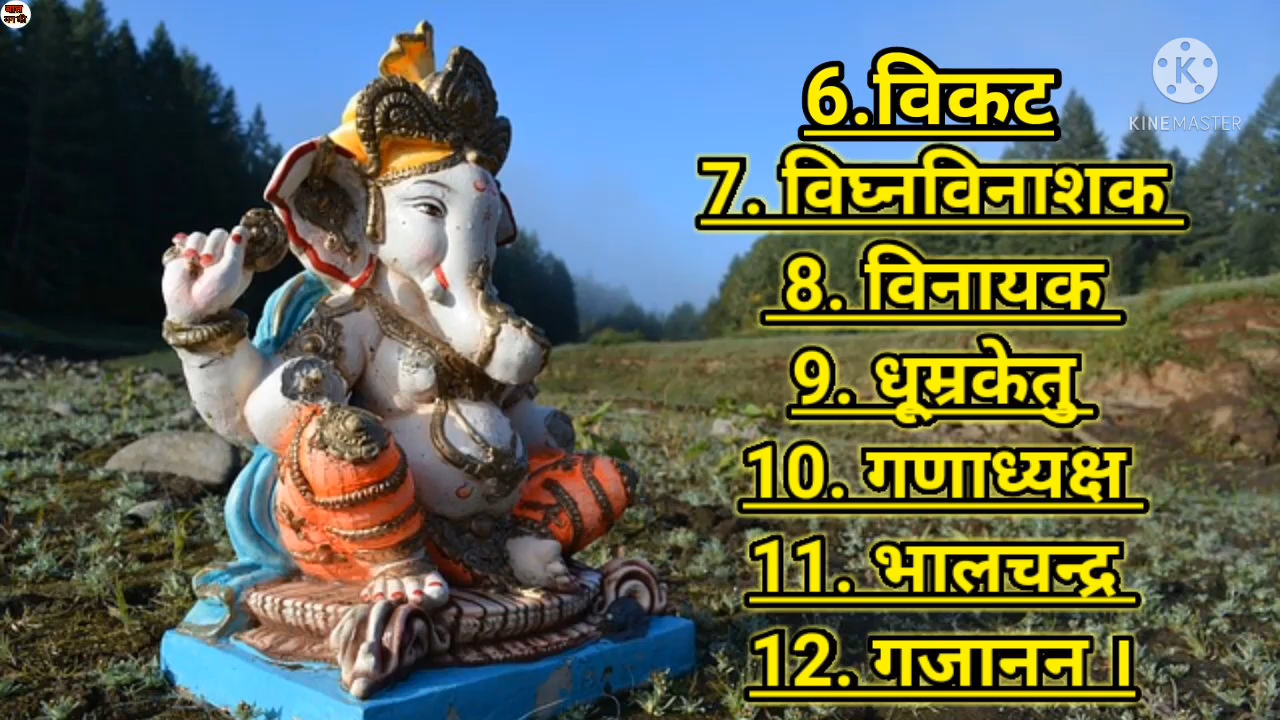 6.विकट
7. विघ्नविनाशक
8. विनायक
9. धूम्रकेतु
10. गणाध्यक्ष
11. भालचन्द्र
12. गजानन ।
K
KINEMASTER